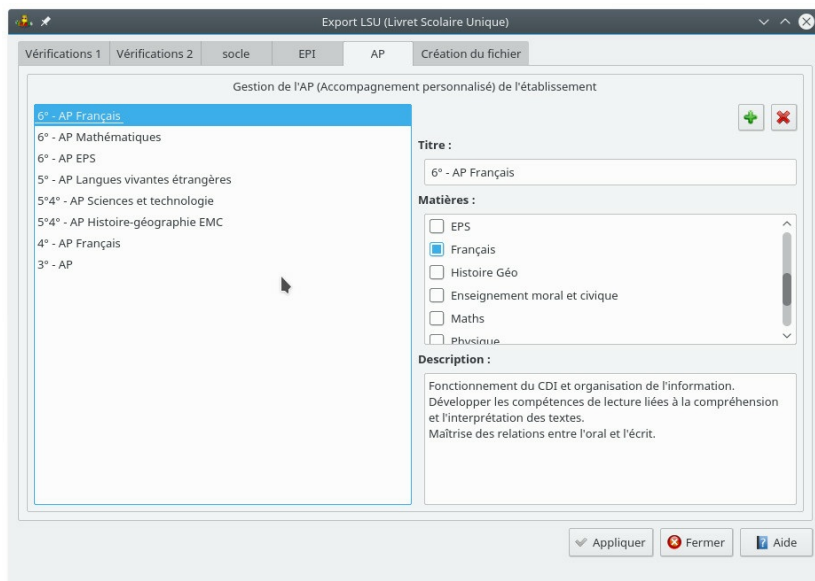 Export LSU (Livret Scolaire Unique)
Vérifications 1
Vérifications 2
socle
EPI
AP
Création du fichier
Gestion de l'AP (Accompagnement personnalisé) de l'établissement
6° - AP Français
6° - AP Mathématiques
6° - AP EPS
5° - AP Langues vivantes étrangères
5°4° - AP Sciences et technologie
5°4° - AP Histoire-géographie EMC
4° - AP Français
3° - AP
Titre :
6° - AP Français
Matières :
EPS
Français
Histoire Géo
Enseignement moral et civique
Maths
Physique
Description :
Fonctionnement du CDI et organisation de l'information.
Développer les compétences de lecture liées à la compréhension
et l'interprétation des textes.
Maîtrise des relations entre l'oral et l'écrit.
Appliquer
Fermer
Aide